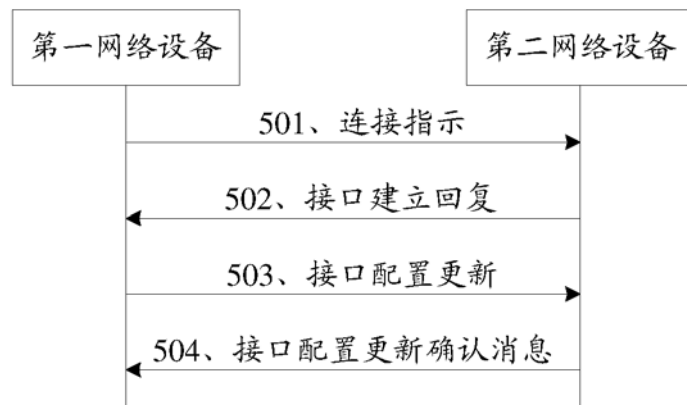 第一网络设备
第二网络设备
501、连接指示
502、接口建立回复
503、接口配置更新
504、接口配置更新确认消息